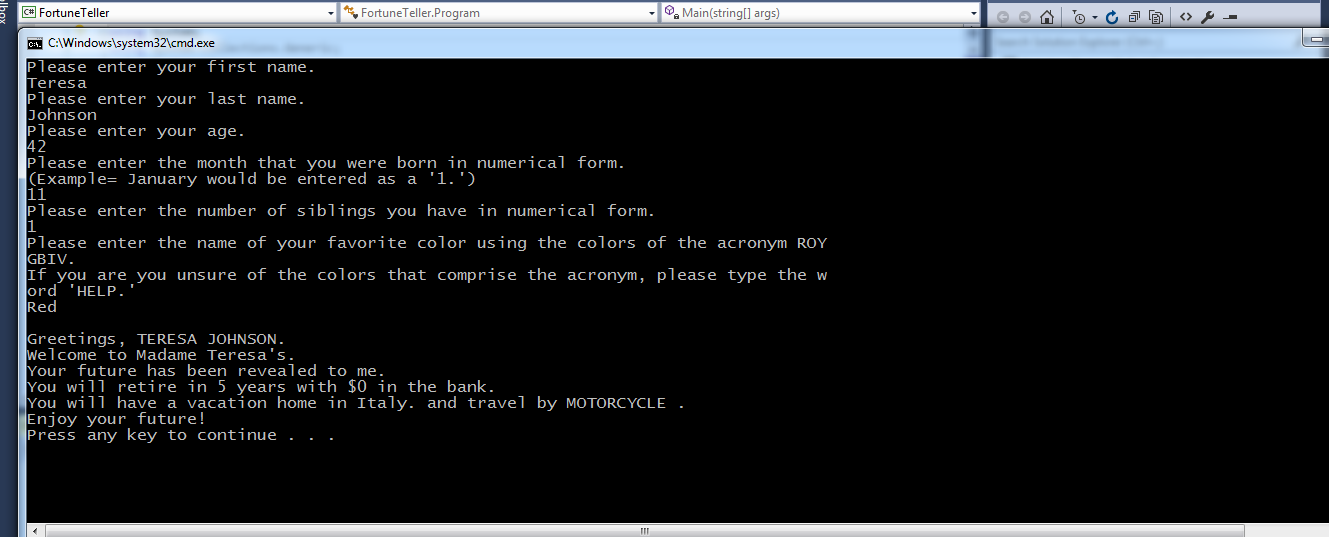 FortuneTeller
FortuneTeller.Program
Main(string[] args)
C:\Windows\system32\cmd.exe
Please enter your first name.
Teresa
Please enter your last name.
Johnson
Please enter your age.
42
Please enter the month that you were born in numerical form.
(Example= January would be entered as a '1.')
11
Please enter the number of siblings you have in numerical form.
1
Please enter the name of your favorite color using the colors of the acronym ROY
GBIV.
If you are you unsure of the colors that comprise the acronym, please type the w
ord 'HELP.'
Red
Greetings, TERESA JOHNSON.
Welcome to Madame Teresa's.
Your future has been revealed to me.
You will retire in 5 years with $0 in the bank.
You will have a vacation home in Italy. and travel by MOTORCYCLE .
Enjoy your future!
Press any key to continue . . .